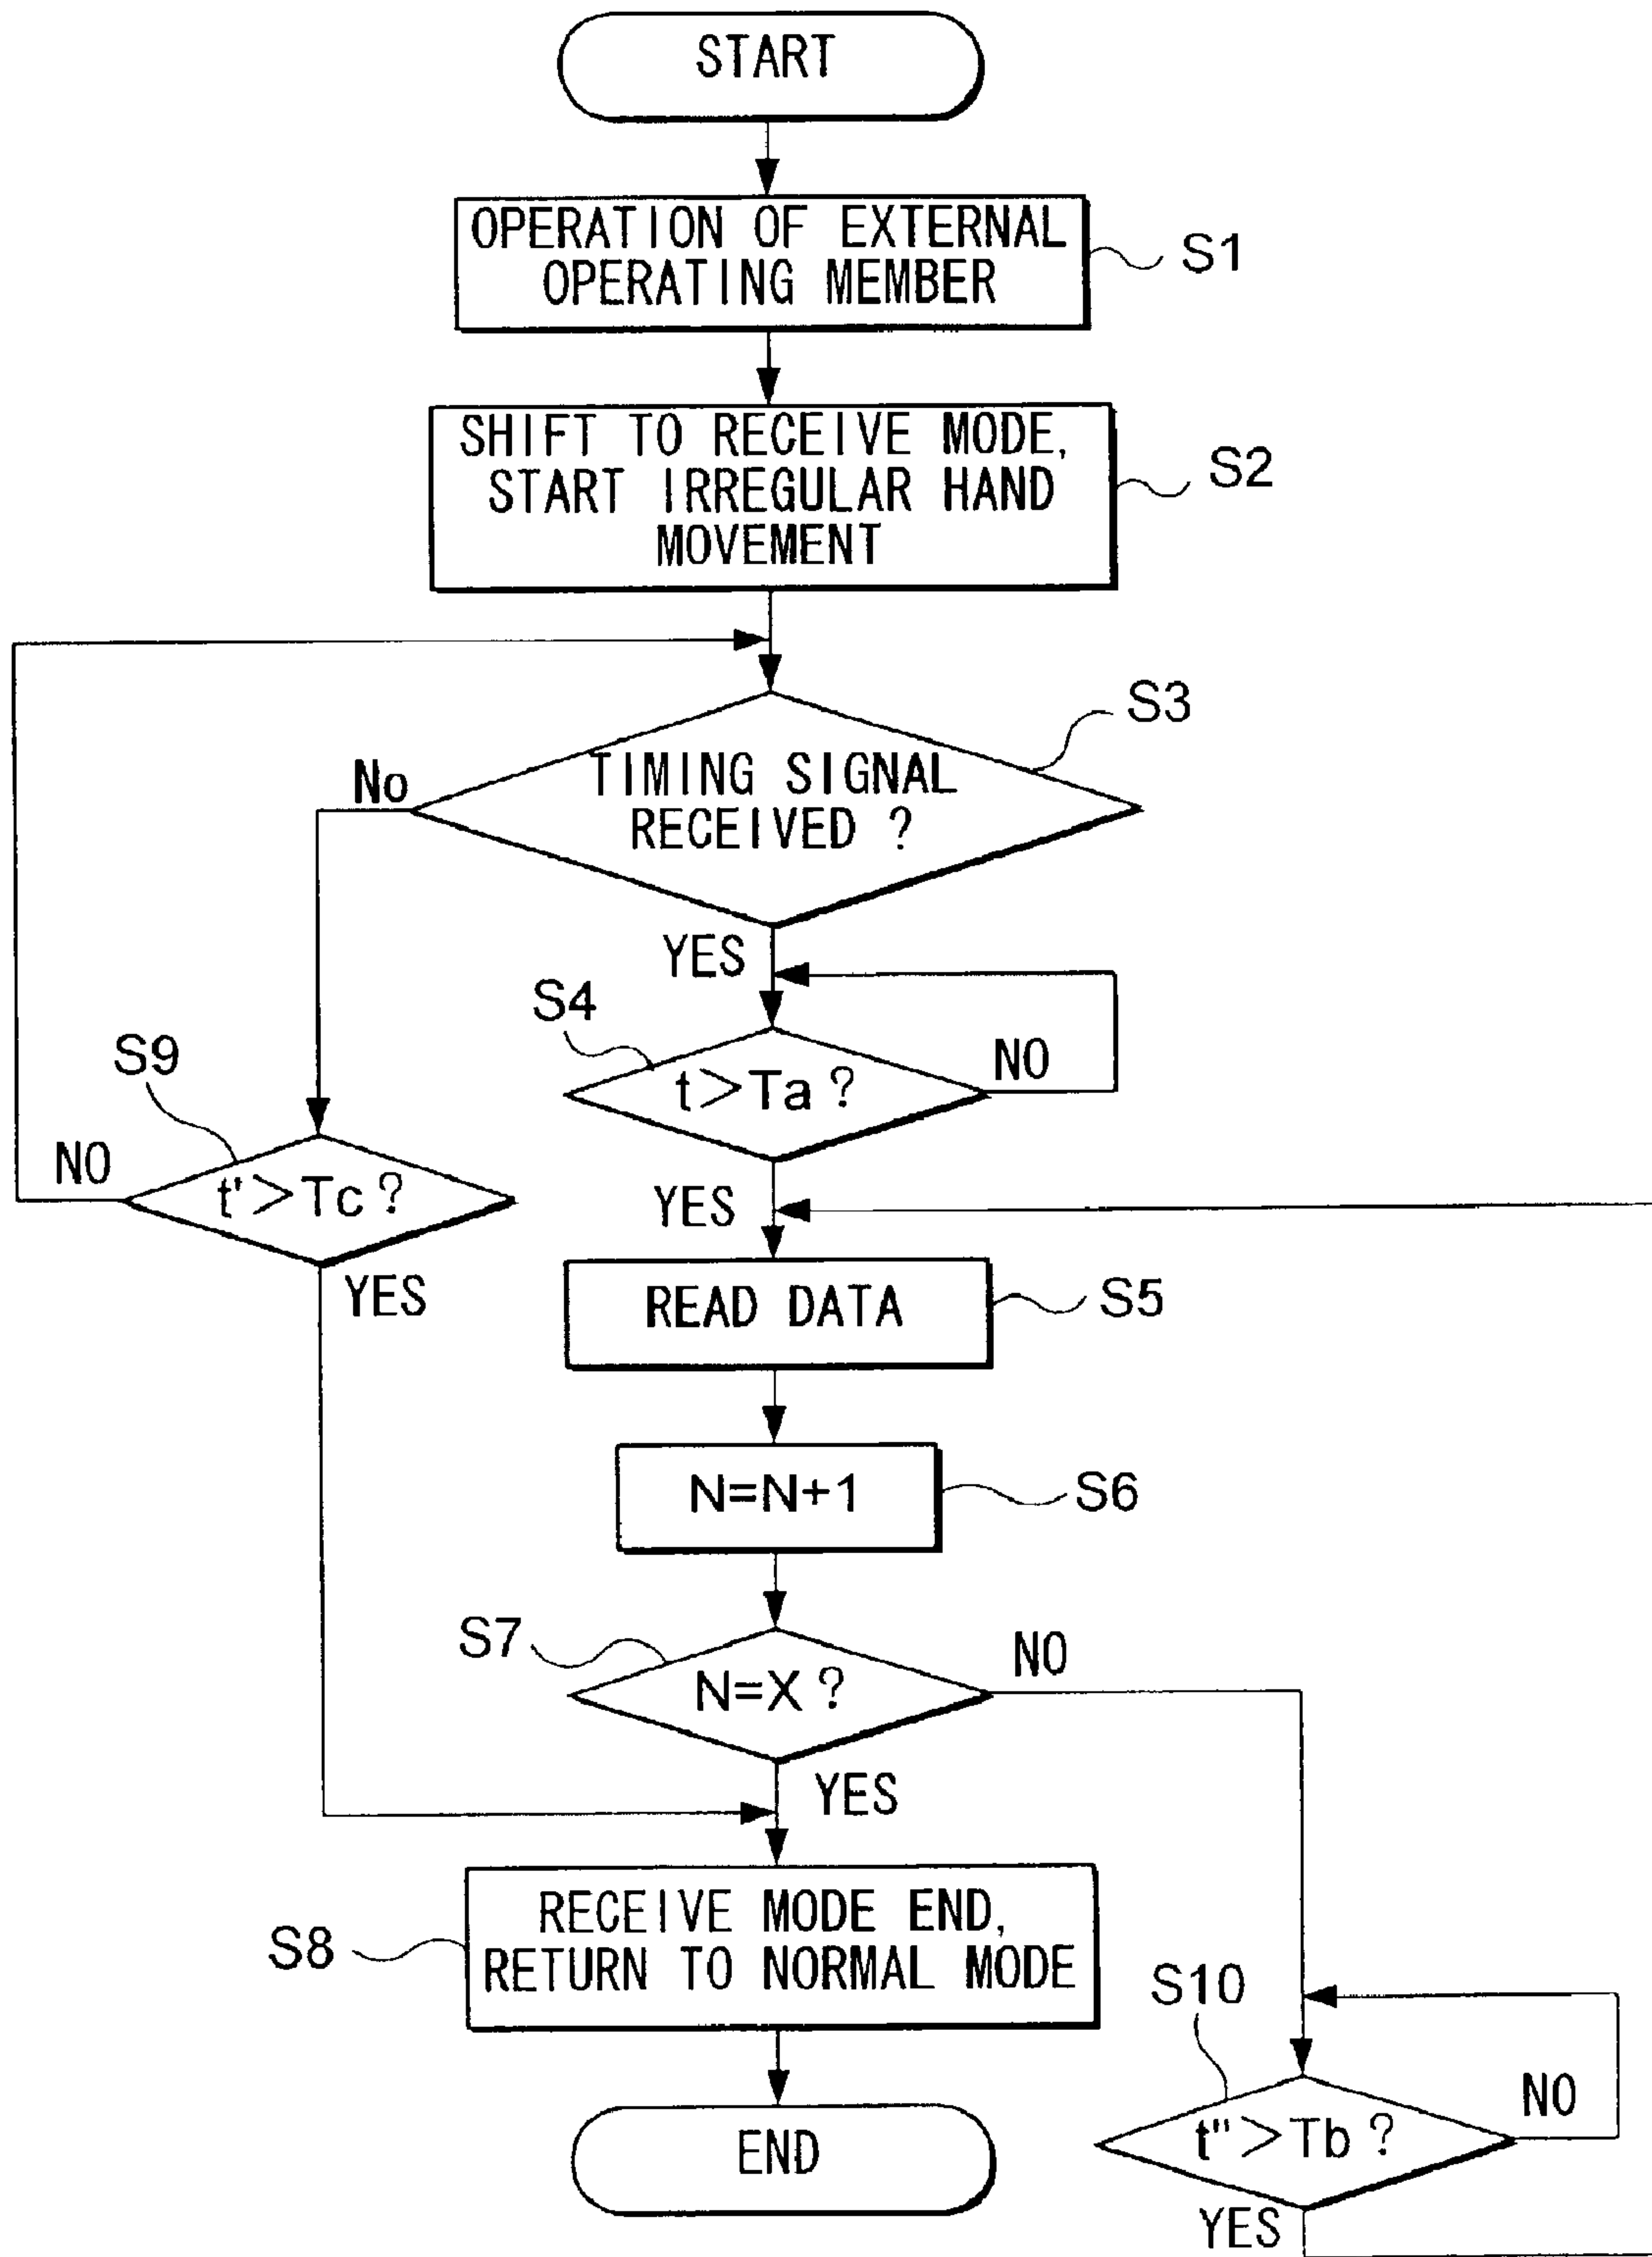 START
OPERATION OF EXTERNAL
OPERATING MEMBER
S1
SHIFT TO RECEIVE MODE,
START IRREGULAR HAND
MOVEMENT
S2
S3
TIMING SIGNAL
RECEIVED ?
No
YES
S4
t>Ta ?
NO
YES
S9
t'>Tc ?
NO
YES
READ DATA
S5
N=N+1
S6
S7
N=X ?
NO
YES
RECEIVE MODE END,
RETURN TO NORMAL MODE
S8
S10
t">Tb ?
NO
YES
END